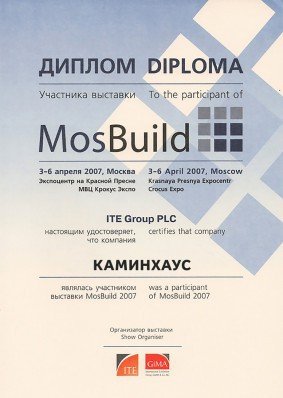 ДИПЛОМ DIPLOMA
Участника выставки To the participant of
MosBuild
3-6 апреля 2007, Москва 3-6 April 2007, Moscow
Экспоцентр на Красной Пресне Krasnaya Presnya Expocentr
МВЦ Крокус Экспо Crocus Expo
ITE Group PLC
настоящим удостоверяет, certifies that company
что компания
КАМИНХАУС
являлась участником was a participant
выставки MosBuild 2007 of MosBuild 2007
Организатор выставки
Show Organiser
ITE GiMA